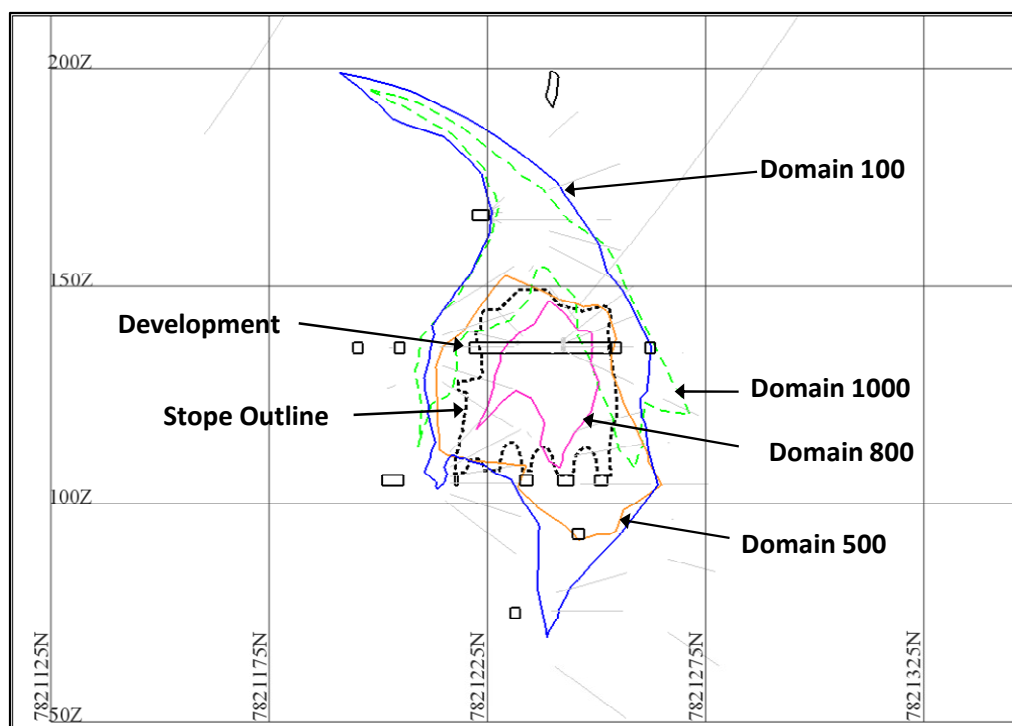 200Z
Domain 100
150Z
Development
Domain 1000
Stope Outline
Domain 800
100Z
Domain 500
7821125N
7821175N
7821225N
7821275N
7821325N
50Z